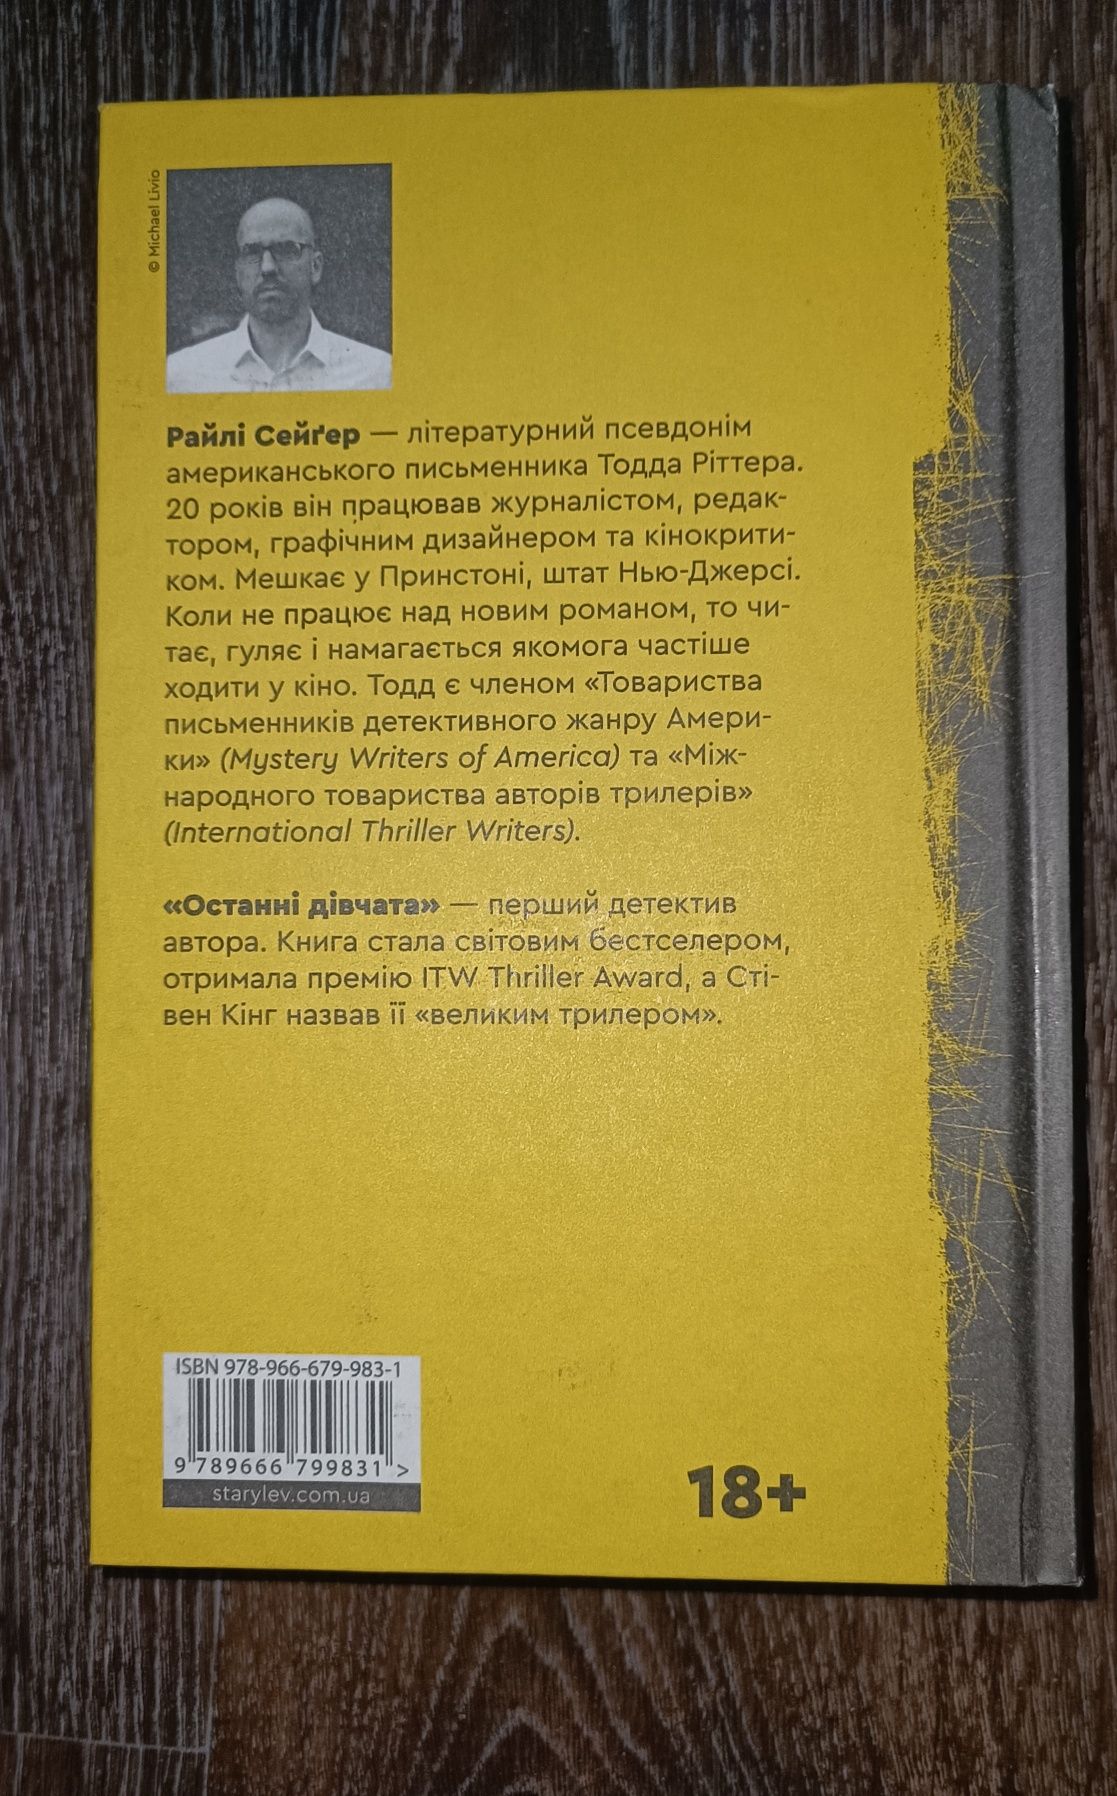 © Michael Livio
Райлі Сейґер — літературний псевдонім
американського письменника Тодда Ріттера.
20 років він працював журналістом, редак-
тором, графічним дизайнером та кінокрити-
ком. Мешкає у Принстоні, штат Нью-Джерсі.
Коли не працює над новим романом, то чи-
тає, гуляє і намагається якомога частіше
ходити у кіно. Тодд є членом «Товариства
письменників детективного жанру Амери-
ки» (Mystery Writers of America) та «Між-
народного товариства авторів трилерів»
(International Thriller Writers).
«Останні дівчата» — перший детектив
автора. Книга стала світовим бестселером,
отримала премію ITW Thriller Award, а Сті-
вен Кінг назвав її «великим трилером».
ISBN 978-966-679-983-1
9 789666 799831 >
starylev.com.ua
18+